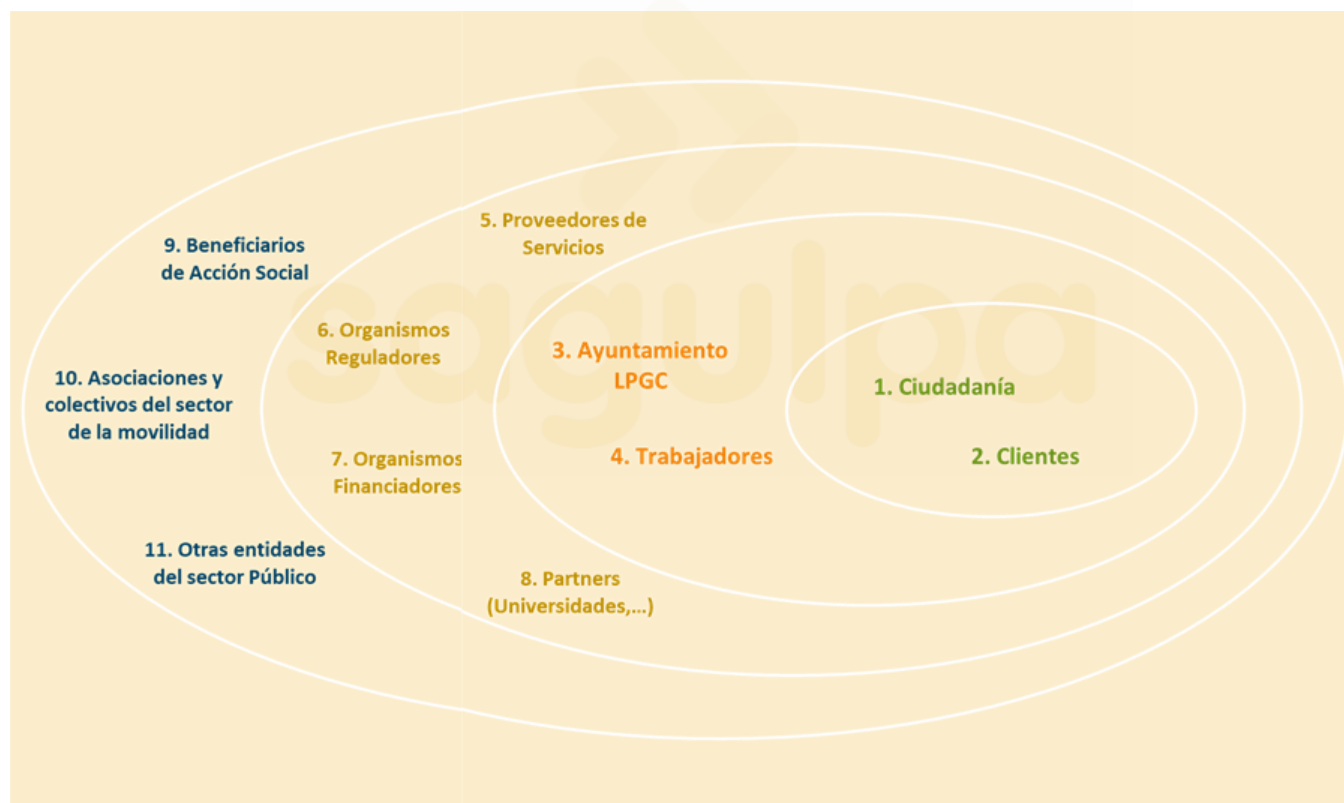 sagulpa
9. Beneficiarios
de Acción Social
10. Asociaciones y
colectivos del sector
de la movilidad
11. Otras entidades
del sector Público
5. Proveedores de
Servicios
6. Organismos
Reguladores
7. Organismos
Financiadores
8. Partners
(Universidades,...)
3. Ayuntamiento
LPGC
4. Trabajadores
1. Ciudadanía
2. Clientes